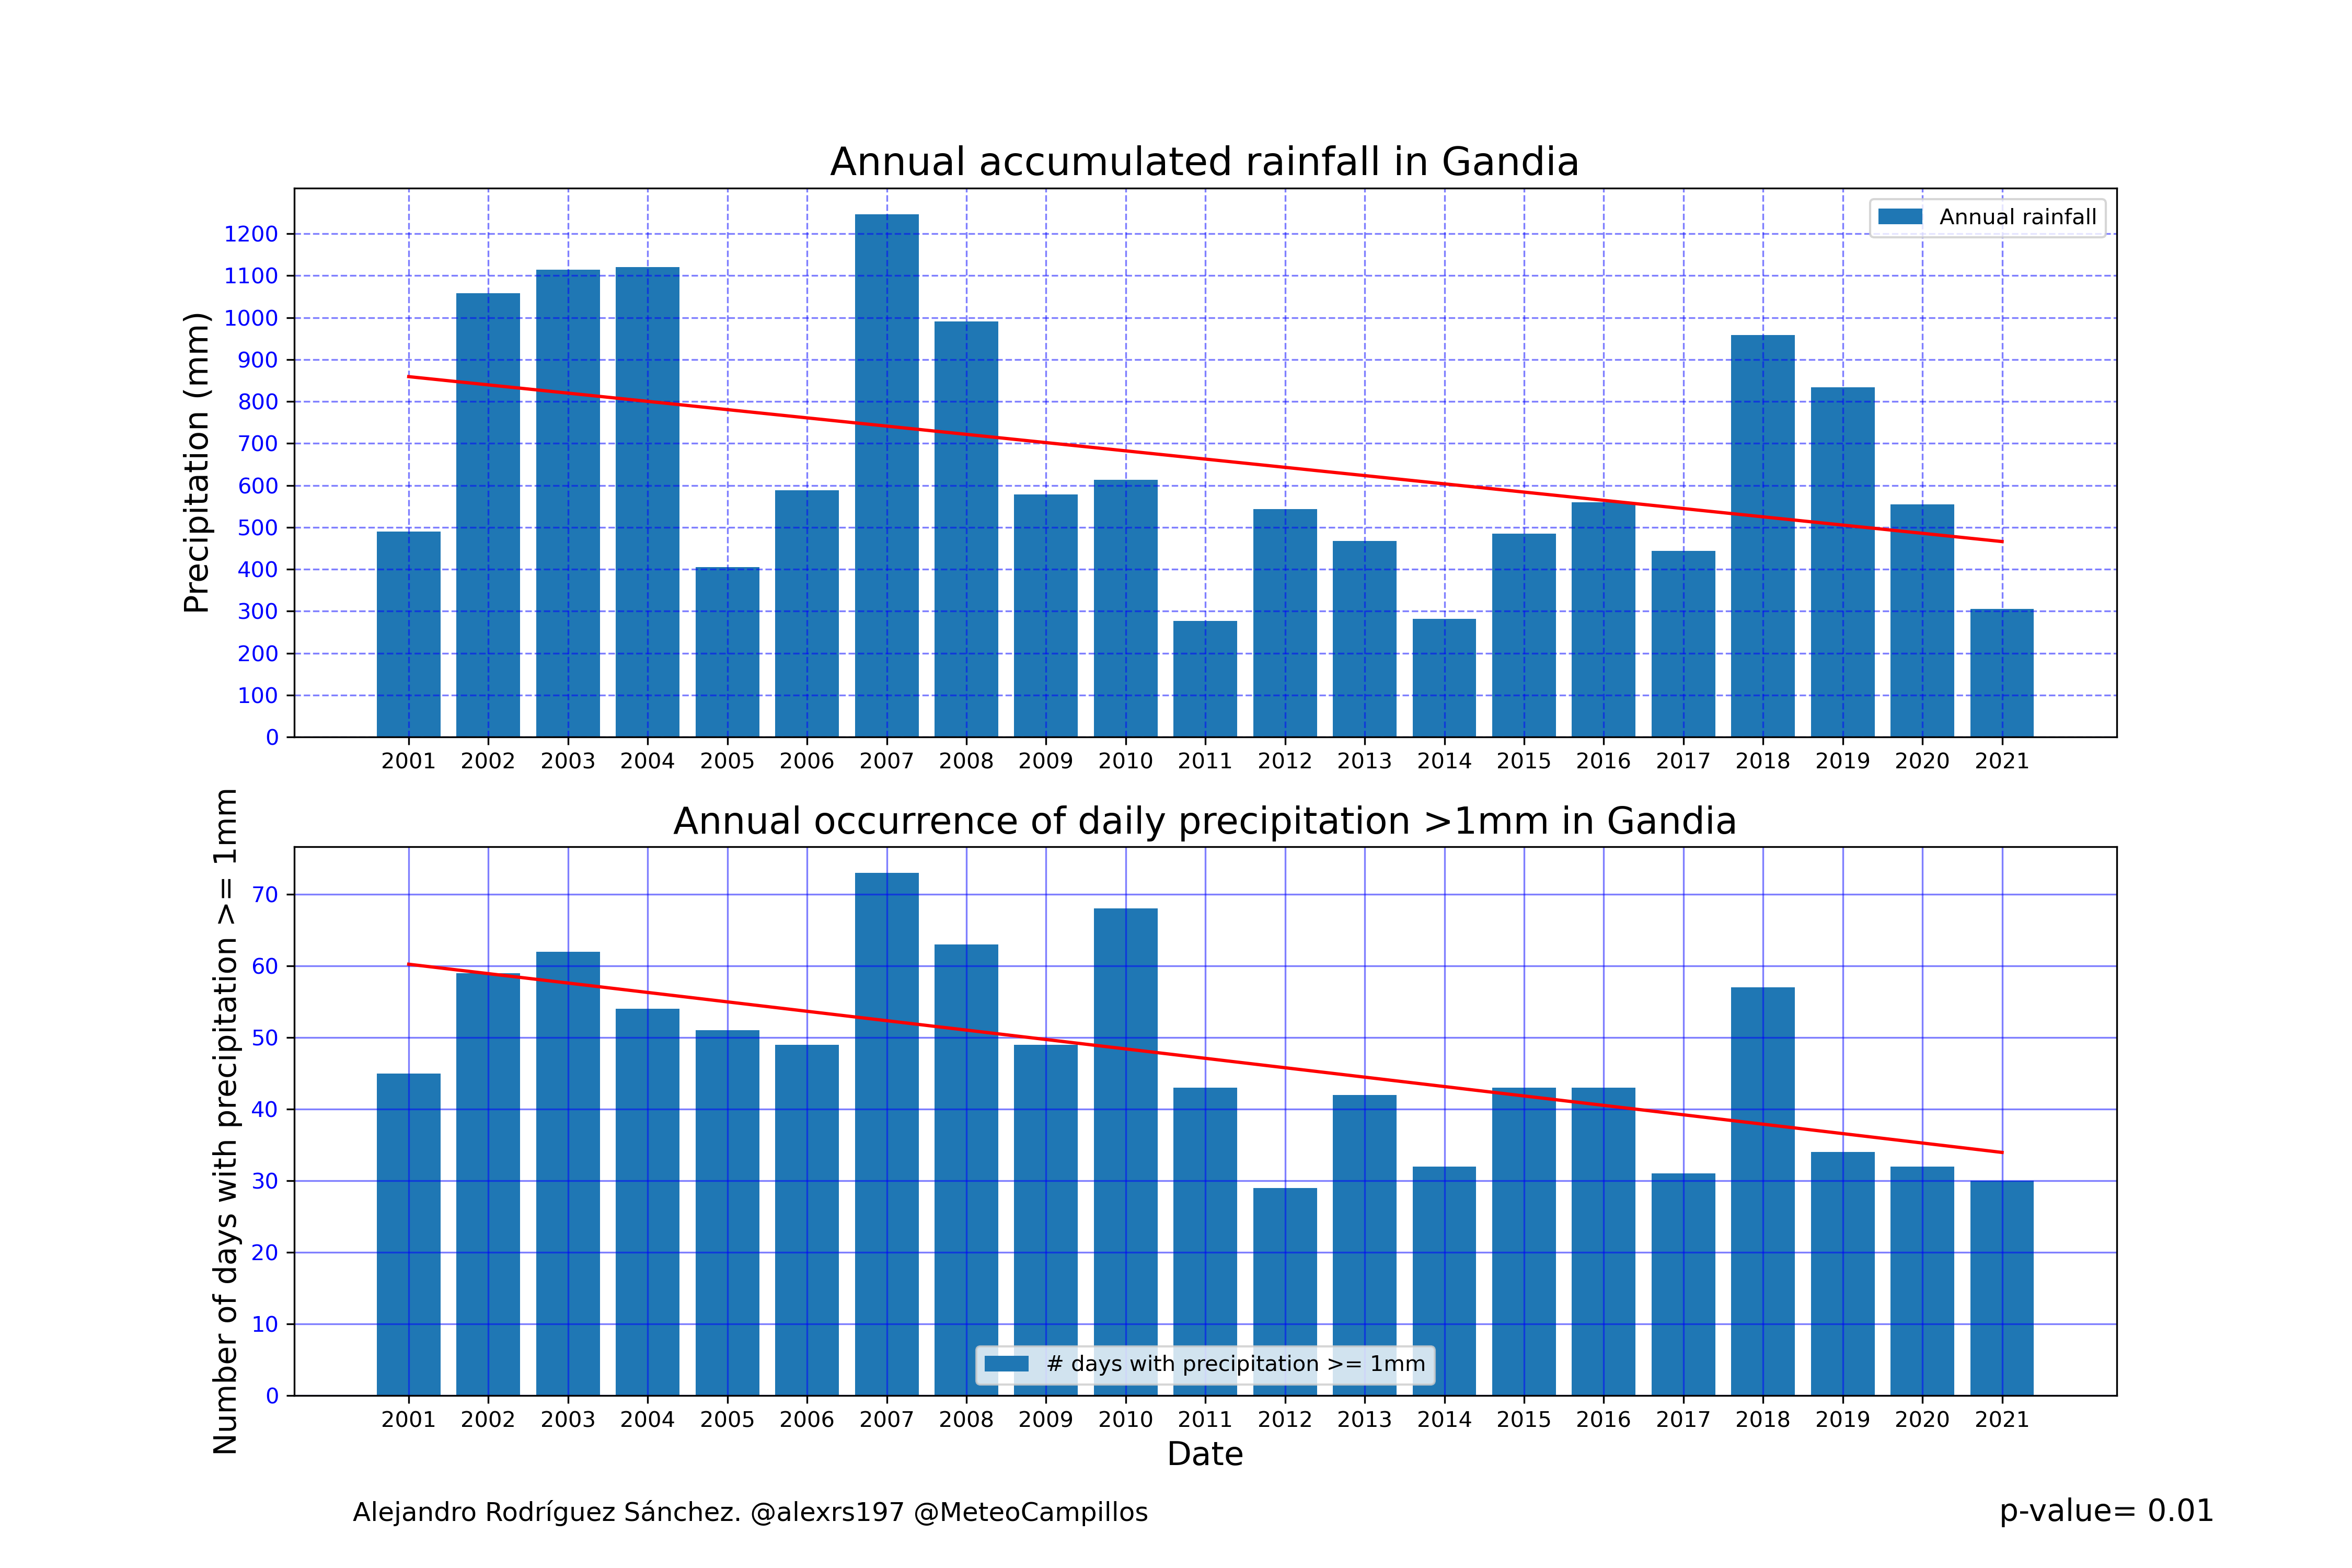 Annual accumulated rainfall in Gandia
Precipitation (mm)
1200
1100
1000
900
800
700
600
500
400
300
200
100
0
Annual rainfall
2001 2002 2003 2004 2005 2006 2007 2008 2009 2010 2011 2012 2013 2014 2015 2016 2017 2018 2019 2020 2021
Annual occurrence of daily precipitation >1mm in Gandia
Number of days with precipitation >= 1mm
70
60
50
40
30
20
10
0
# days with precipitation >= 1mm
2001 2002 2003 2004 2005 2006 2007 2008 2009 2010 2011 2012 2013 2014 2015 2016 2017 2018 2019 2020 2021
Date
Alejandro Rodríguez Sánchez. @alexrs197 @MeteoCampillos
p-value= 0.01